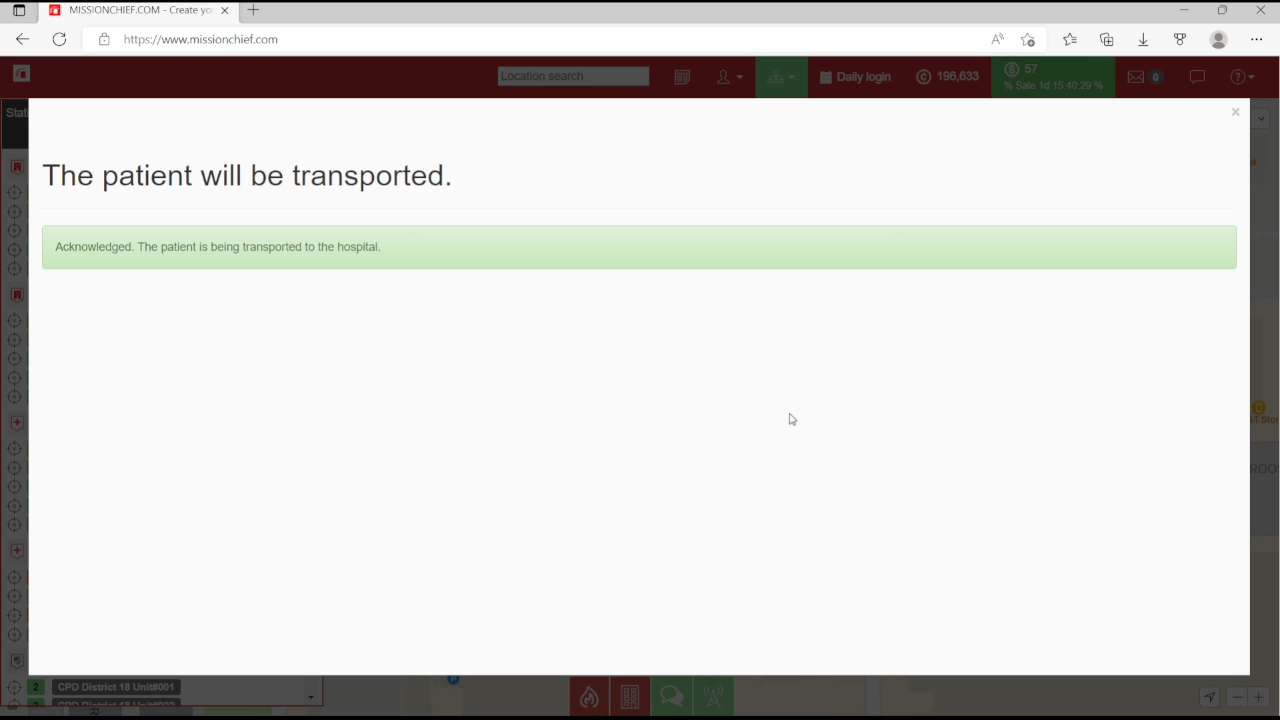 MISSIONCHIEF.COM - Create yo
https://www.missionchief.com
Location search
Daily login
196,633
57
% Sale 1d 15:40:29 %
0
Stati
×
The patient will be transported.
Acknowledged. The patient is being transported to the hospital.
2
CPD District 18 Unit#001